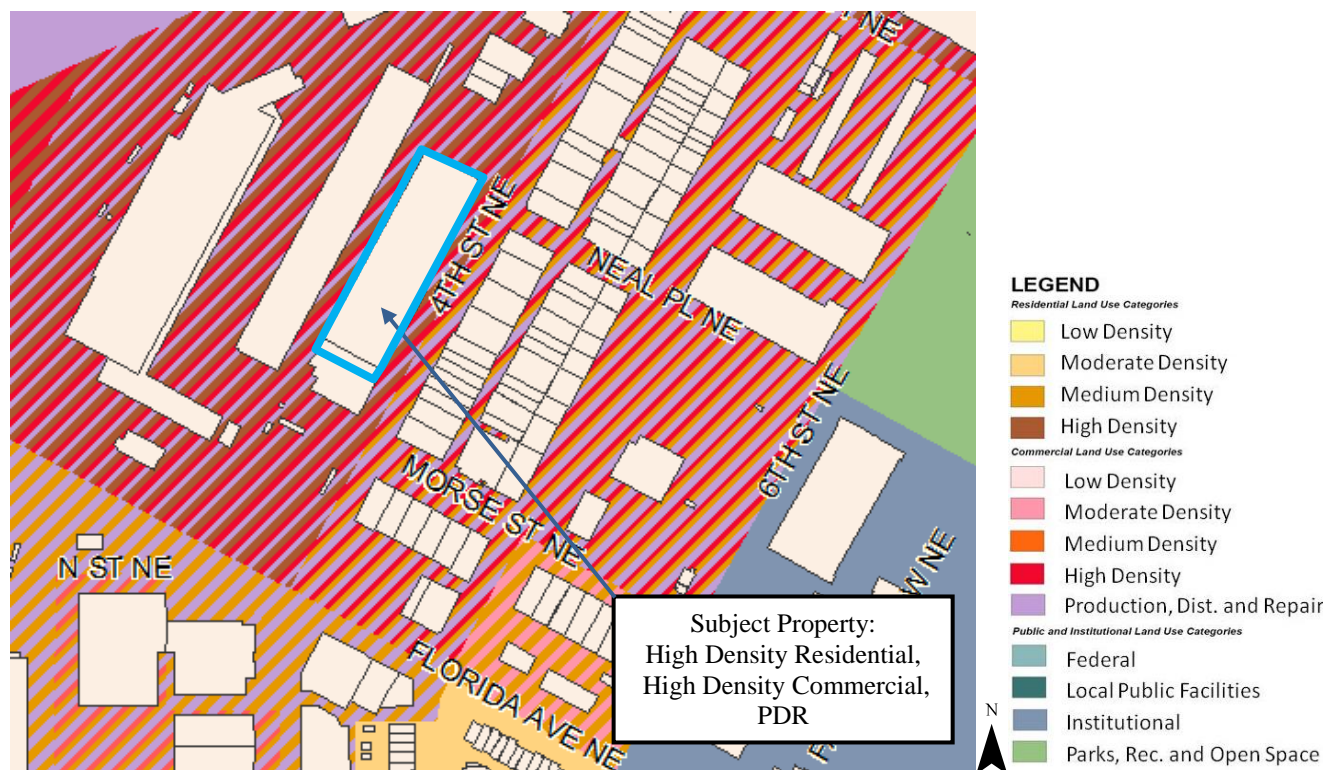 T NE
4TH ST NE
NEAL PL NE
6TH ST NE
MORSE ST NE
N ST NE
FLORIDA AVE NE
W NE
Subject Property:
High Density Residential,
High Density Commercial,
PDR
LEGEND
Residential Land Use Categories
Low Density
Moderate Density
Medium Density
High Density
Commercial Land Use Categories
Low Density
Moderate Density
Medium Density
High Density
Production, Dist. and Repair
Public and Institutional Land Use Categories
Federal
Local Public Facilities
Institutional
Parks, Rec. and Open Space
N